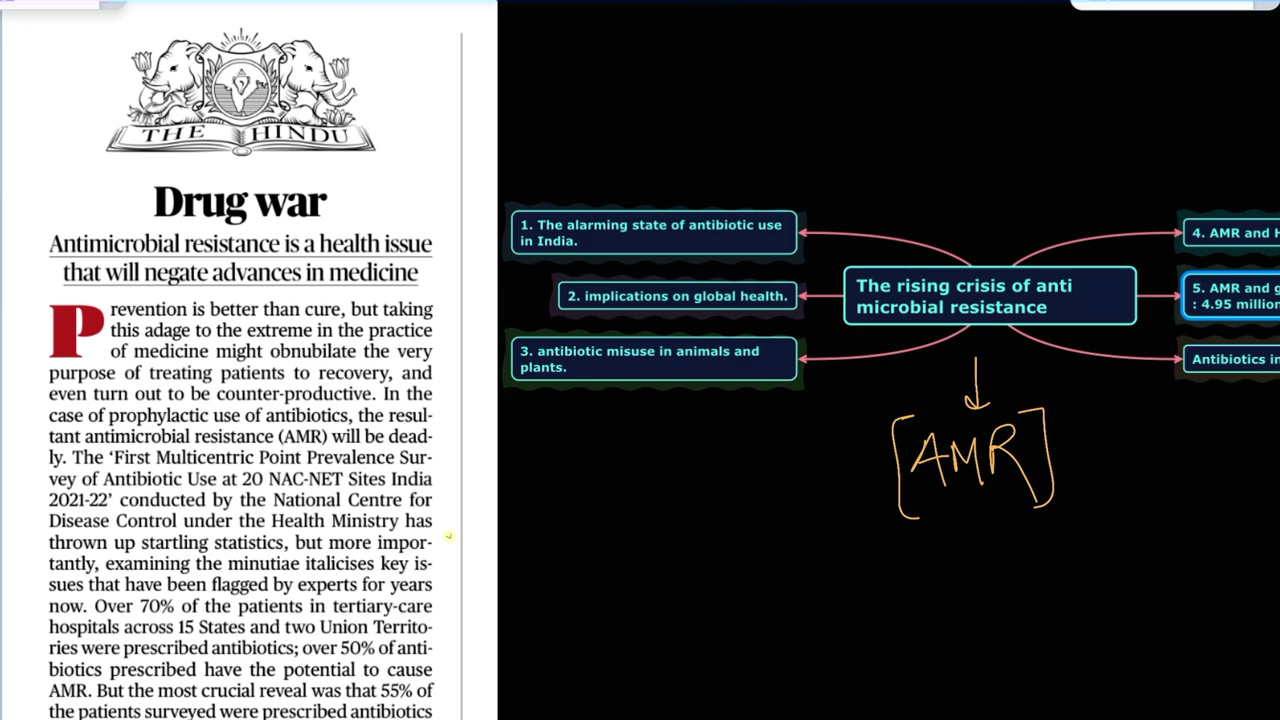 THE HINDU
Drug war
Antimicrobial resistance is a health issue
that will negate advances in medicine
Prevention is better than cure, but taking
this adage to the extreme in the practice
of medicine might obnubilate the very
purpose of treating patients to recovery, and
even turn out to be counter-productive. In the
case of prophylactic use of antibiotics, the resul-
tant antimicrobial resistance (AMR) will be dead-
ly. The ‘First Multicentric Point Prevalence Sur-
vey of Antibiotic Use at 20 NAC-NET Sites India
2021-22’ conducted by the National Centre for
Disease Control under the Health Ministry has
thrown up startling statistics, but more impor-
tantly, examining the minutiae italicises key is-
sues that have been flagged by experts for years
now. Over 70% of the patients in tertiary-care
hospitals across 15 States and two Union Territo-
ries were prescribed antibiotics; over 50% of anti-
biotics prescribed have the potential to cause
AMR. But the most crucial reveal was that 55% of
the patients surveyed were prescribed antibiotics
1. The alarming state of antibiotic use
in India.
2. implications on global health.
3. antibiotic misuse in animals and
plants.
The rising crisis of anti
microbial resistance
[AMR]
4. AMR and H
5. AMR and g
: 4.95 million
Antibiotics in